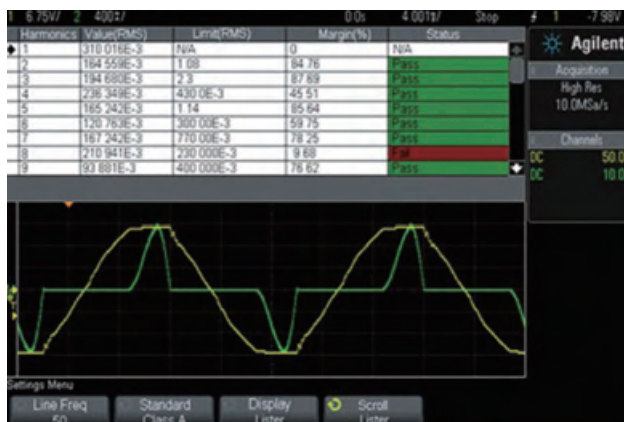 1 6.75V/ 2 400‡/ 0.0s 4.001‡/ Stop 1 -7.98V
Harmonics Value(RMS) Limit(RMS) Margin(%) Status
1 310.016E-3 N/A 0 N/A
2 164.559E-3 1.08 84.76 Pass
3 194.680E-3 2.3 87.69 Pass
4 236.349E-3 430.0E-3 45.51 Pass
5 165.242E-3 1.14 85.64 Pass
6 120.763E-3 300.00E-3 59.75 Pass
7 167.242E-3 770.00E-3 78.25 Pass
8 210.941E-3 230.000E-3 9.68 Fail
9 93.881E-3 400.000E-3 76.62 Pass
Agilent
Acquisition
High Res
10.0MSa/s
Channels
DC 50.0
DC 10.0
Settings Menu
Line Freq
50
Standard
Class A
Display
Lister
Scroll
Lister